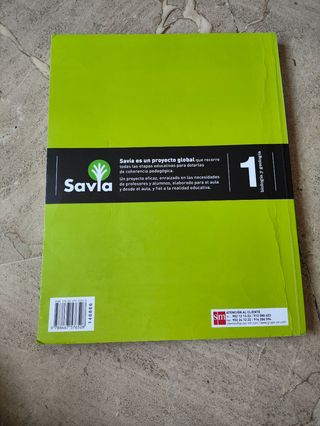 Savia
Savia es un proyecto global que recorre
todas las etapas educativas para dotarlas
de coherencia pedagógica.
Un proyecto eficaz, enraizado en las necesidades
de profesores y alumnos, elaborado para el aula
y desde el aula, y fiel a la realidad educativa.
1
biología y geología
sm
ATENCIÓN AL CLIENTE